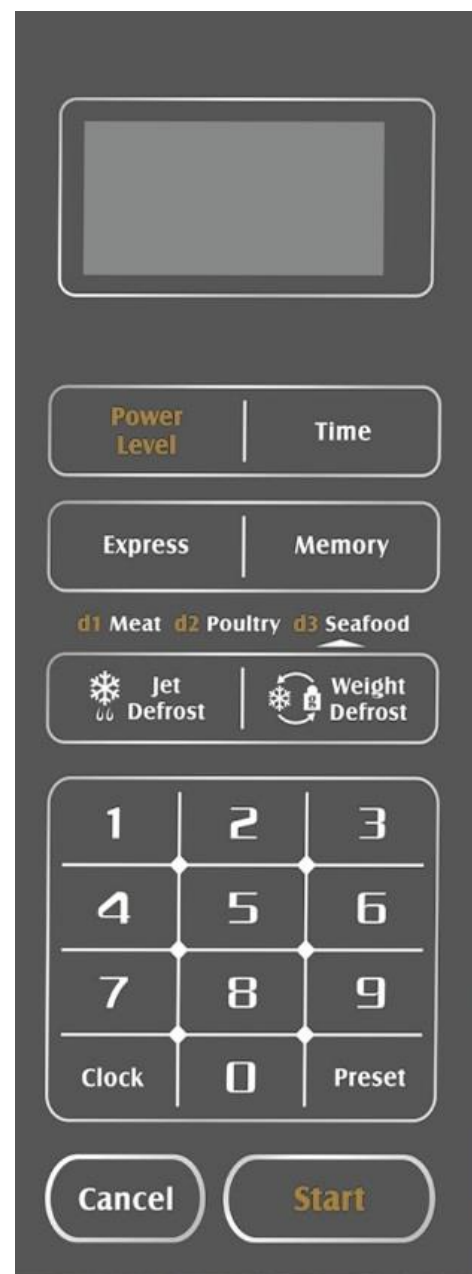 Power Level
Time
Express
Memory
d1 Meat d2 Poultry d3 Seafood
Jet Defrost
g
Weight Defrost
1 2 3
4 5 6
7 8 9
Clock 0 Preset
Cancel
Start